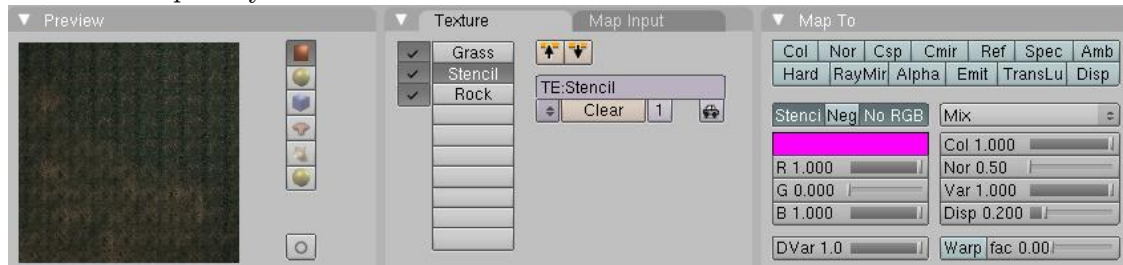 Preview
Texture Map Input
Map To
Grass
Stencil
Rock
TE:Stencil
Clear 1
Col Nor Csp Cmir Ref Spec Amb
Hard RayMir Alpha Emit TransLu Disp
Stenci Neg No RGB Mix
Col 1.000
R 1.000 Nor 0.50
G 0.000 Var 1.000
B 1.000 Disp 0.200
DVar 1.0 Warp fac 0.00